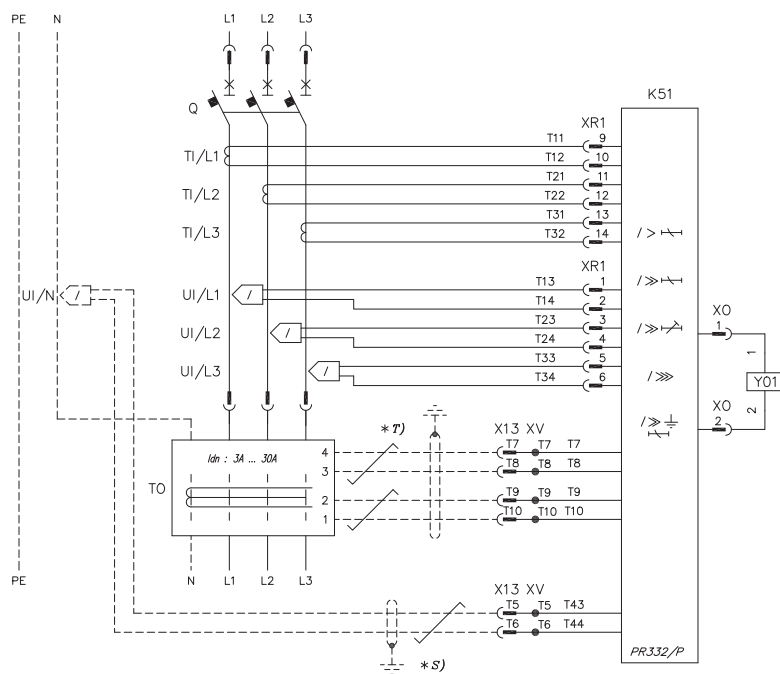 PE N L1 L2 L3
K51
Q
XR1
T11 9
TI/L1 T12 10
T21 11
TI/L2 T22 12
T31 13
TI/L3 T32 14
/ >
XR1
T13 1 / ≫
UI/N / UI/L1 / T14 2
XO
T23 3 / ≫ 1
UI/L2 / T24 4
1
T33 5
UI/L3 / T34 6 / ⋙ Y01
2
XO
/ ≫ 2
* T) X13 XV
Idn : 3A ... 30A 4 T7 T7 T7
3 T8 T8 T8
TO
2 T9 T9 T9
1 T10 T10 T10
PE N L1 L2 L3
X13 XV
T5 T5 T43
T6 T6 T44
* S) PR332/P